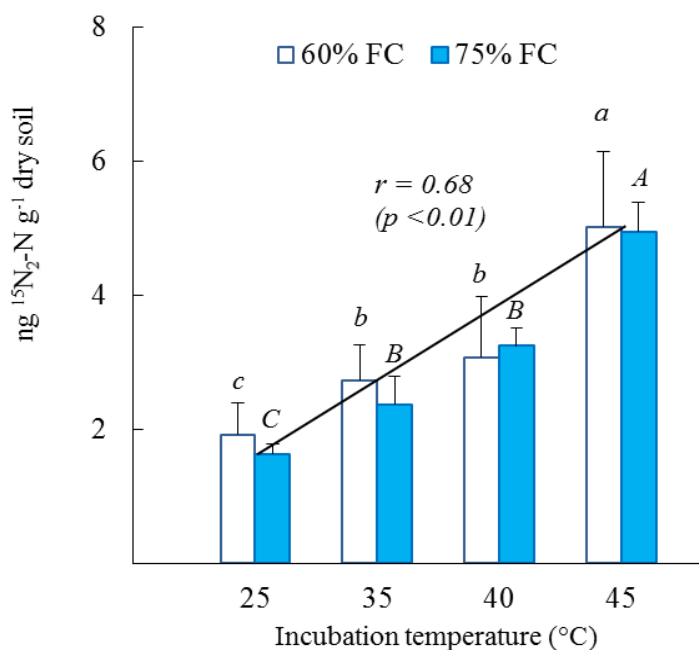 8
60% FC 75% FC
a
6
r = 0.68
(p <0.01)
A
ng ¹⁵N₂-N g⁻¹ dry soil
4
b
b
B
B
c
C
2
25 35 40 45
Incubation temperature (°C)